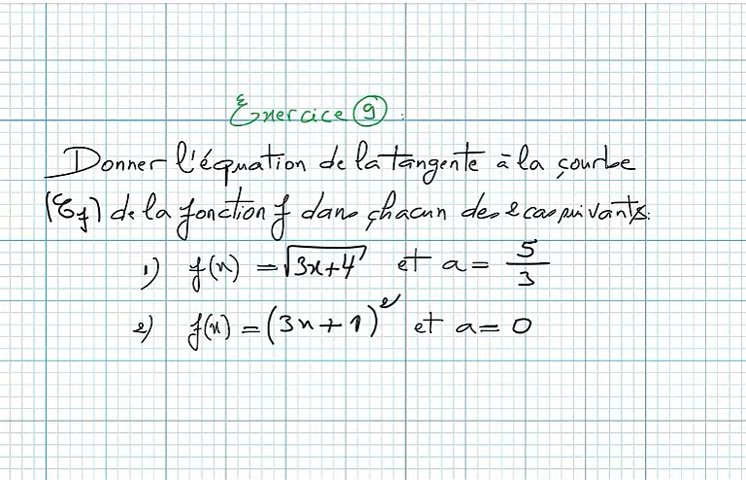 Exercice 9 :
Donner l'équation de la tangente à la courbe
(Cf) de la fonction f dans chacun des 2 cas suivants:
1) f(x) = √(3x+4) et a = 5/3
2) f(x) = (3x+1)² et a = 0